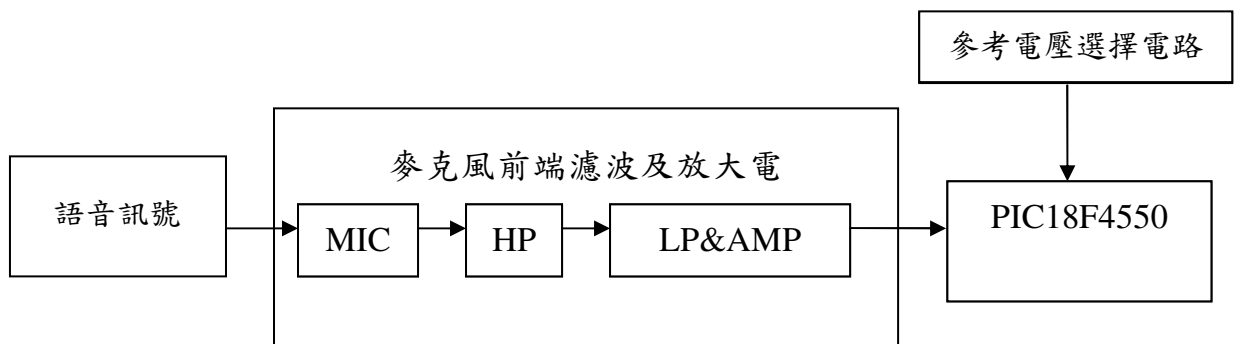 參考電壓選擇電路
麥克風前端濾波及放大電
語音訊號
MIC
HP
LP&AMP
PIC18F4550